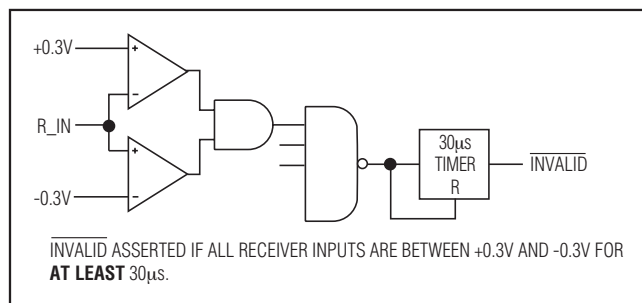 +0.3V
+
-
R_IN
+
-
-0.3V
30μs
TIMER
R
INVALID
INVALID ASSERTED IF ALL RECEIVER INPUTS ARE BETWEEN +0.3V AND -0.3V FOR
AT LEAST 30μs.